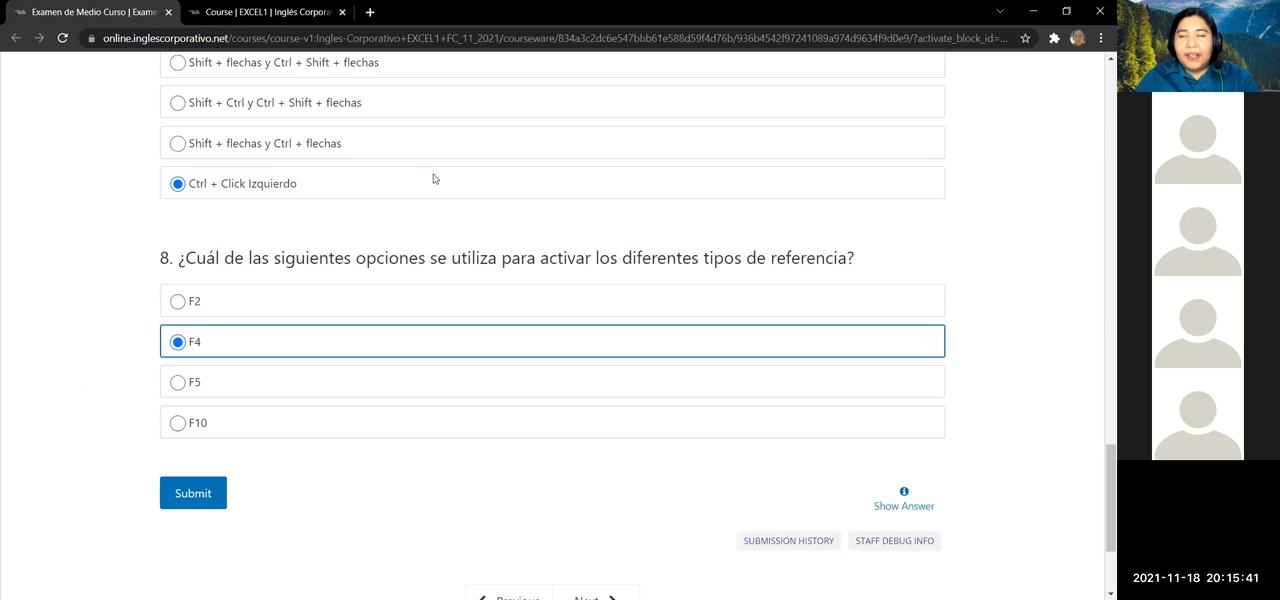 Examen de Medio Curso | Exame
Course | EXCEL1 | Inglés Corpora
online.inglescorporativo.net/courses/course-v1:Ingles-Corporativo+EXCEL1+FC_11_2021/courseware/834a3c2dc6e547bbb61e588d59f4d76b/936b4542f97241089a974d9634f9d0e9/?activate_block_id=...
Shift + flechas y Ctrl + Shift + flechas
Shift + Ctrl y Ctrl + Shift + flechas
Shift + flechas y Ctrl + flechas
Ctrl + Click Izquierdo
8. ¿Cuál de las siguientes opciones se utiliza para activar los diferentes tipos de referencia?
F2
F4
F5
F10
Submit
Show Answer
SUBMISSION HISTORY
STAFF DEBUG INFO
Previous
Next
2021-11-18 20:15:41